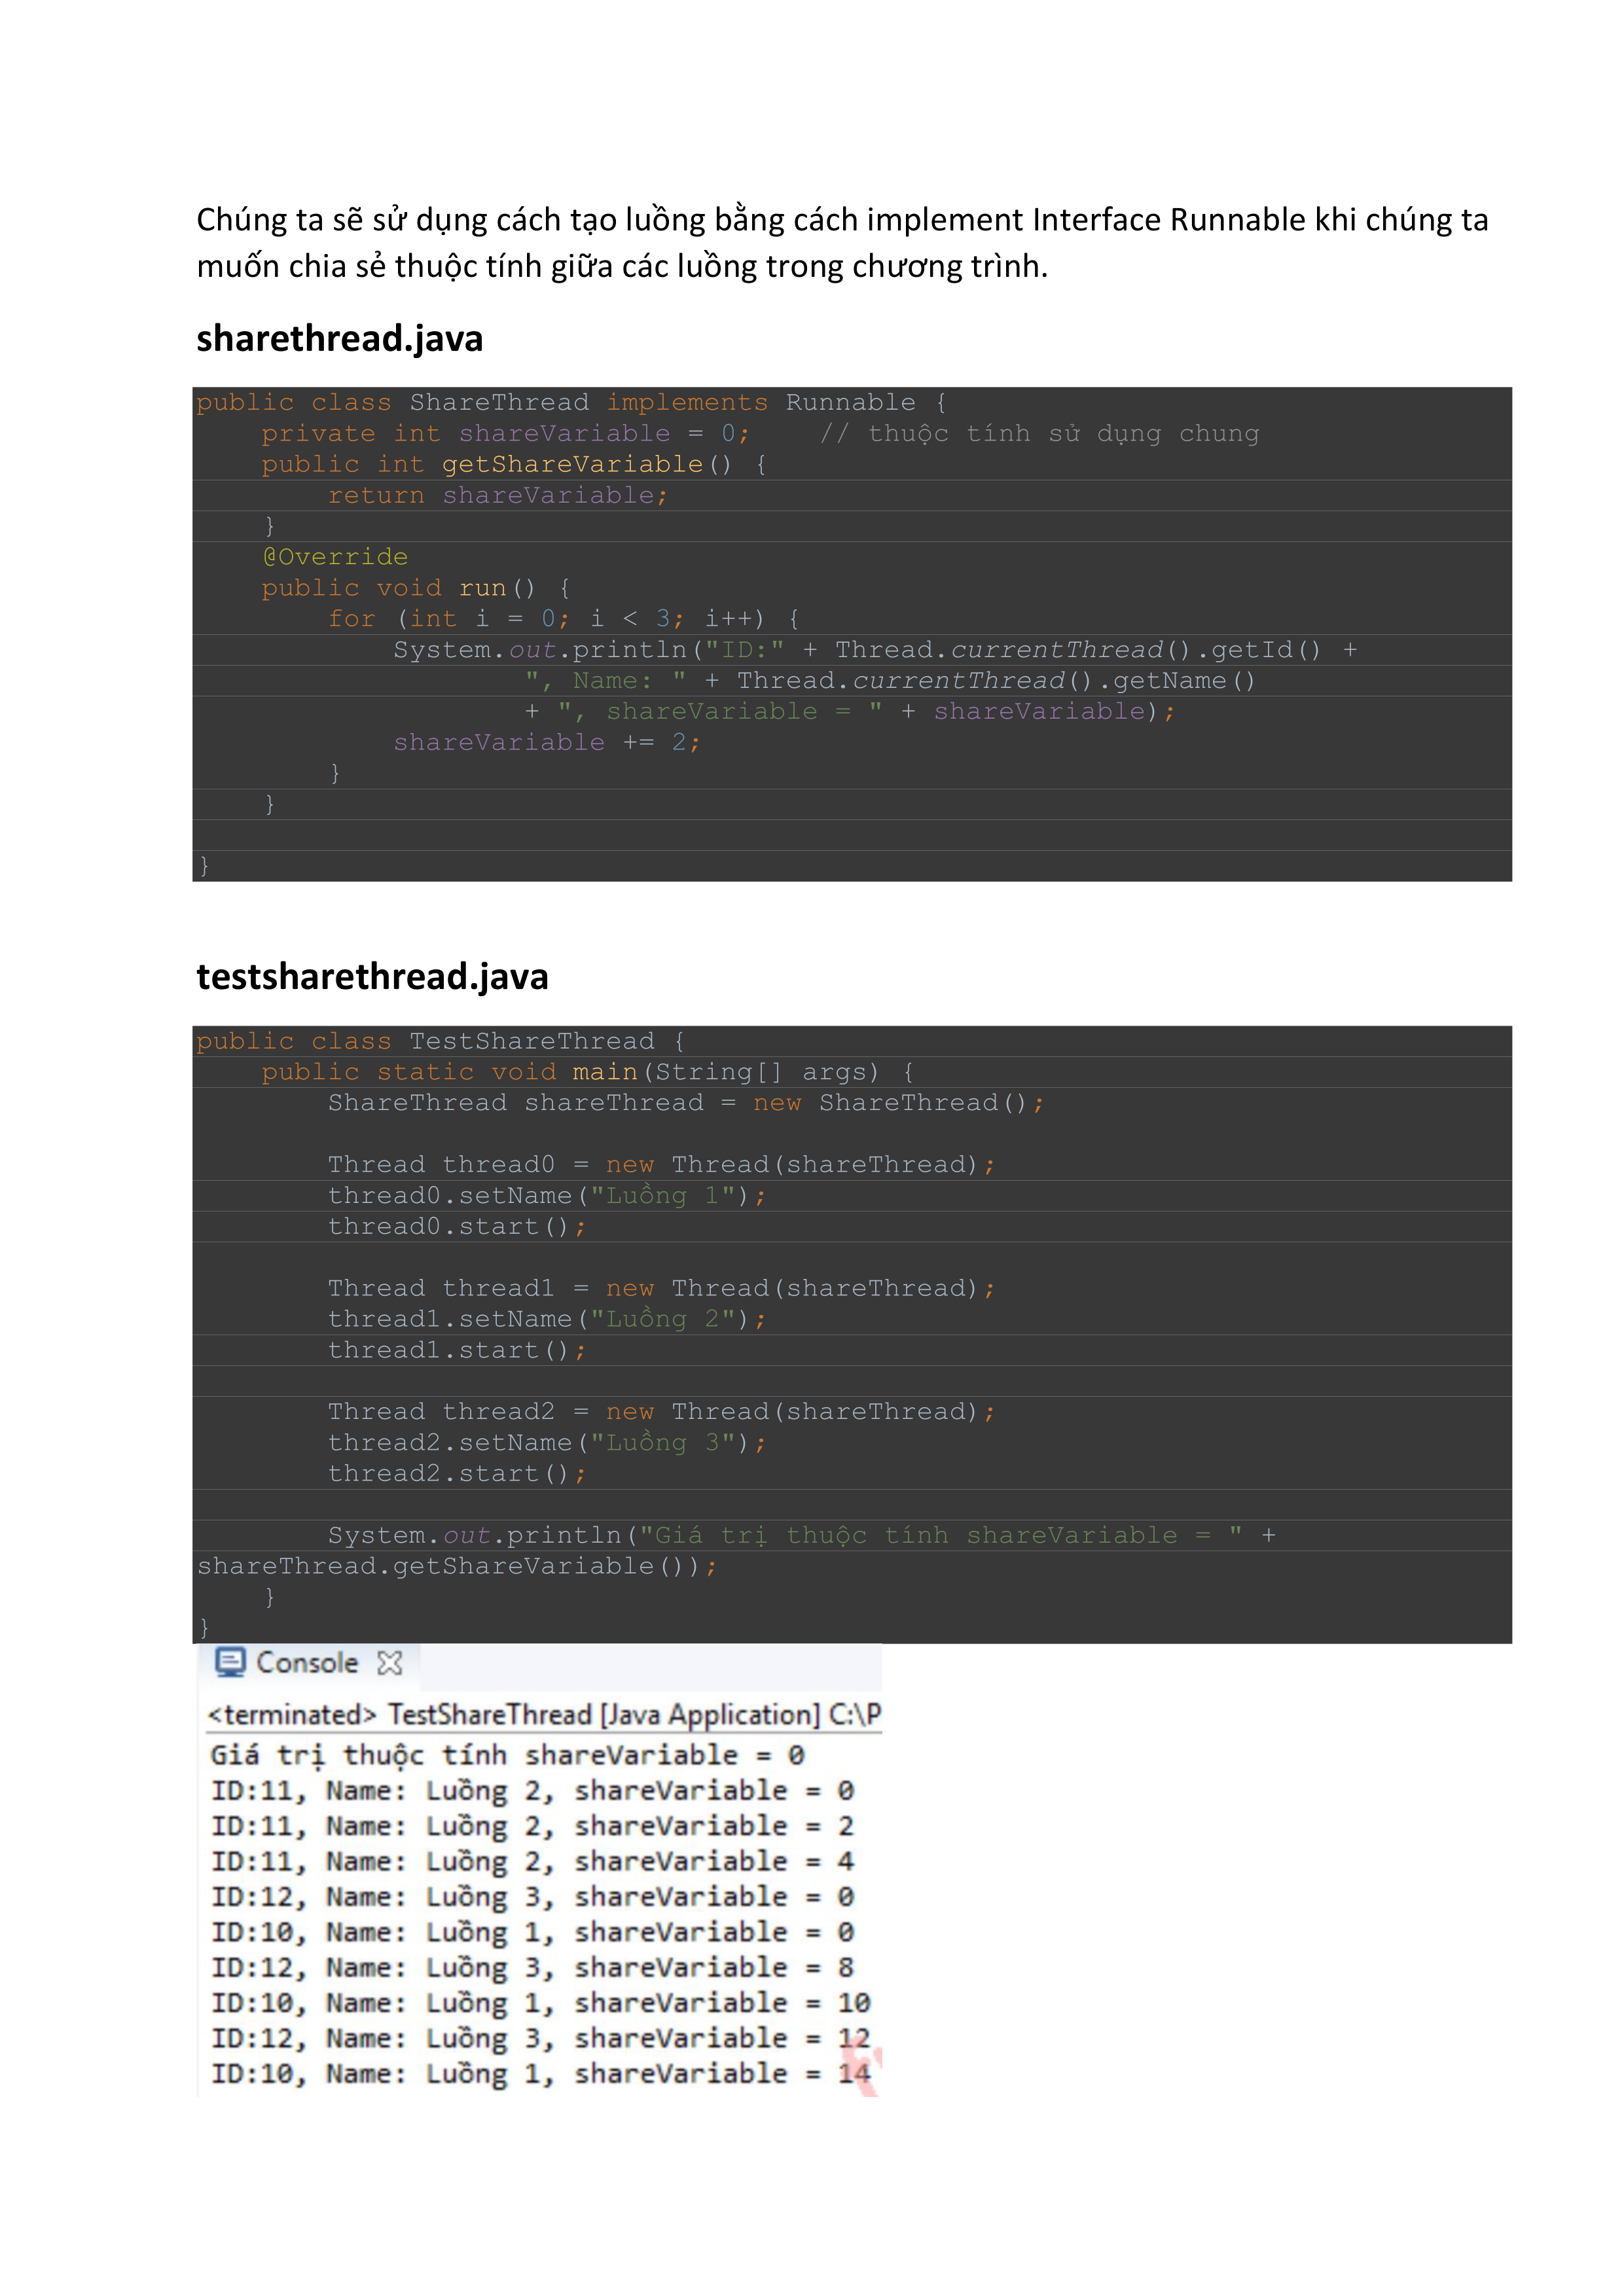 Chúng ta sẽ sử dụng cách tạo luồng bằng cách implement Interface Runnable khi chúng ta
muốn chia sẻ thuộc tính giữa các luồng trong chương trình.
sharethread.java
public class ShareThread implements Runnable {
    private int shareVariable = 0;    // thuộc tính sử dụng chung
    public int getShareVariable() {
        return shareVariable;
    }
    @Override
    public void run() {
        for (int i = 0; i < 3; i++) {
            System.out.println("ID:" + Thread.currentThread().getId() +
                    ", Name: " + Thread.currentThread().getName()
                    + ", shareVariable = " + shareVariable);
            shareVariable += 2;
        }
    }
}
testsharethread.java
public class TestShareThread {
    public static void main(String[] args) {
        ShareThread shareThread = new ShareThread();
        Thread thread0 = new Thread(shareThread);
        thread0.setName("Luồng 1");
        thread0.start();
        Thread thread1 = new Thread(shareThread);
        thread1.setName("Luồng 2");
        thread1.start();
        Thread thread2 = new Thread(shareThread);
        thread2.setName("Luồng 3");
        thread2.start();
        System.out.println("Giá trị thuộc tính shareVariable = " +
shareThread.getShareVariable());
    }
}
Console
<terminated> TestShareThread [Java Application] C:\P
Giá trị thuộc tính shareVariable = 0
ID:11, Name: Luồng 2, shareVariable = 0
ID:11, Name: Luồng 2, shareVariable = 2
ID:11, Name: Luồng 2, shareVariable = 4
ID:12, Name: Luồng 3, shareVariable = 0
ID:10, Name: Luồng 1, shareVariable = 0
ID:12, Name: Luồng 3, shareVariable = 8
ID:10, Name: Luồng 1, shareVariable = 10
ID:12, Name: Luồng 3, shareVariable = 12
ID:10, Name: Luồng 1, shareVariable = 14